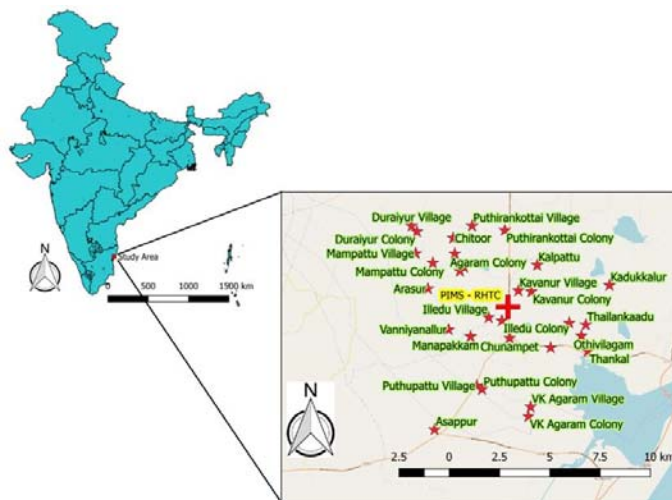 N
Study Area
0 500 1000 1500 km
Duraiyur Village
Puthirankottai Village
Duraiyur Colony
Chitoor
Puthirankottai Colony
Mampattu Village
Agaram Colony
Kalpattu
Mampattu Colony
Kadukkalur
Arasur
PIMS - RHTC
Kavanur Village
Kavanur Colony
Illedu Village
Illedu Colony
Thailankaadu
Vanniyanallur
Manapakkam
Chunampet
Othivilagam
Thankal
Puthupattu Village
Puthupattu Colony
VK Agaram Village
VK Agaram Colony
Asappur
N
2.5 0 2.5 5 7.5 10 km